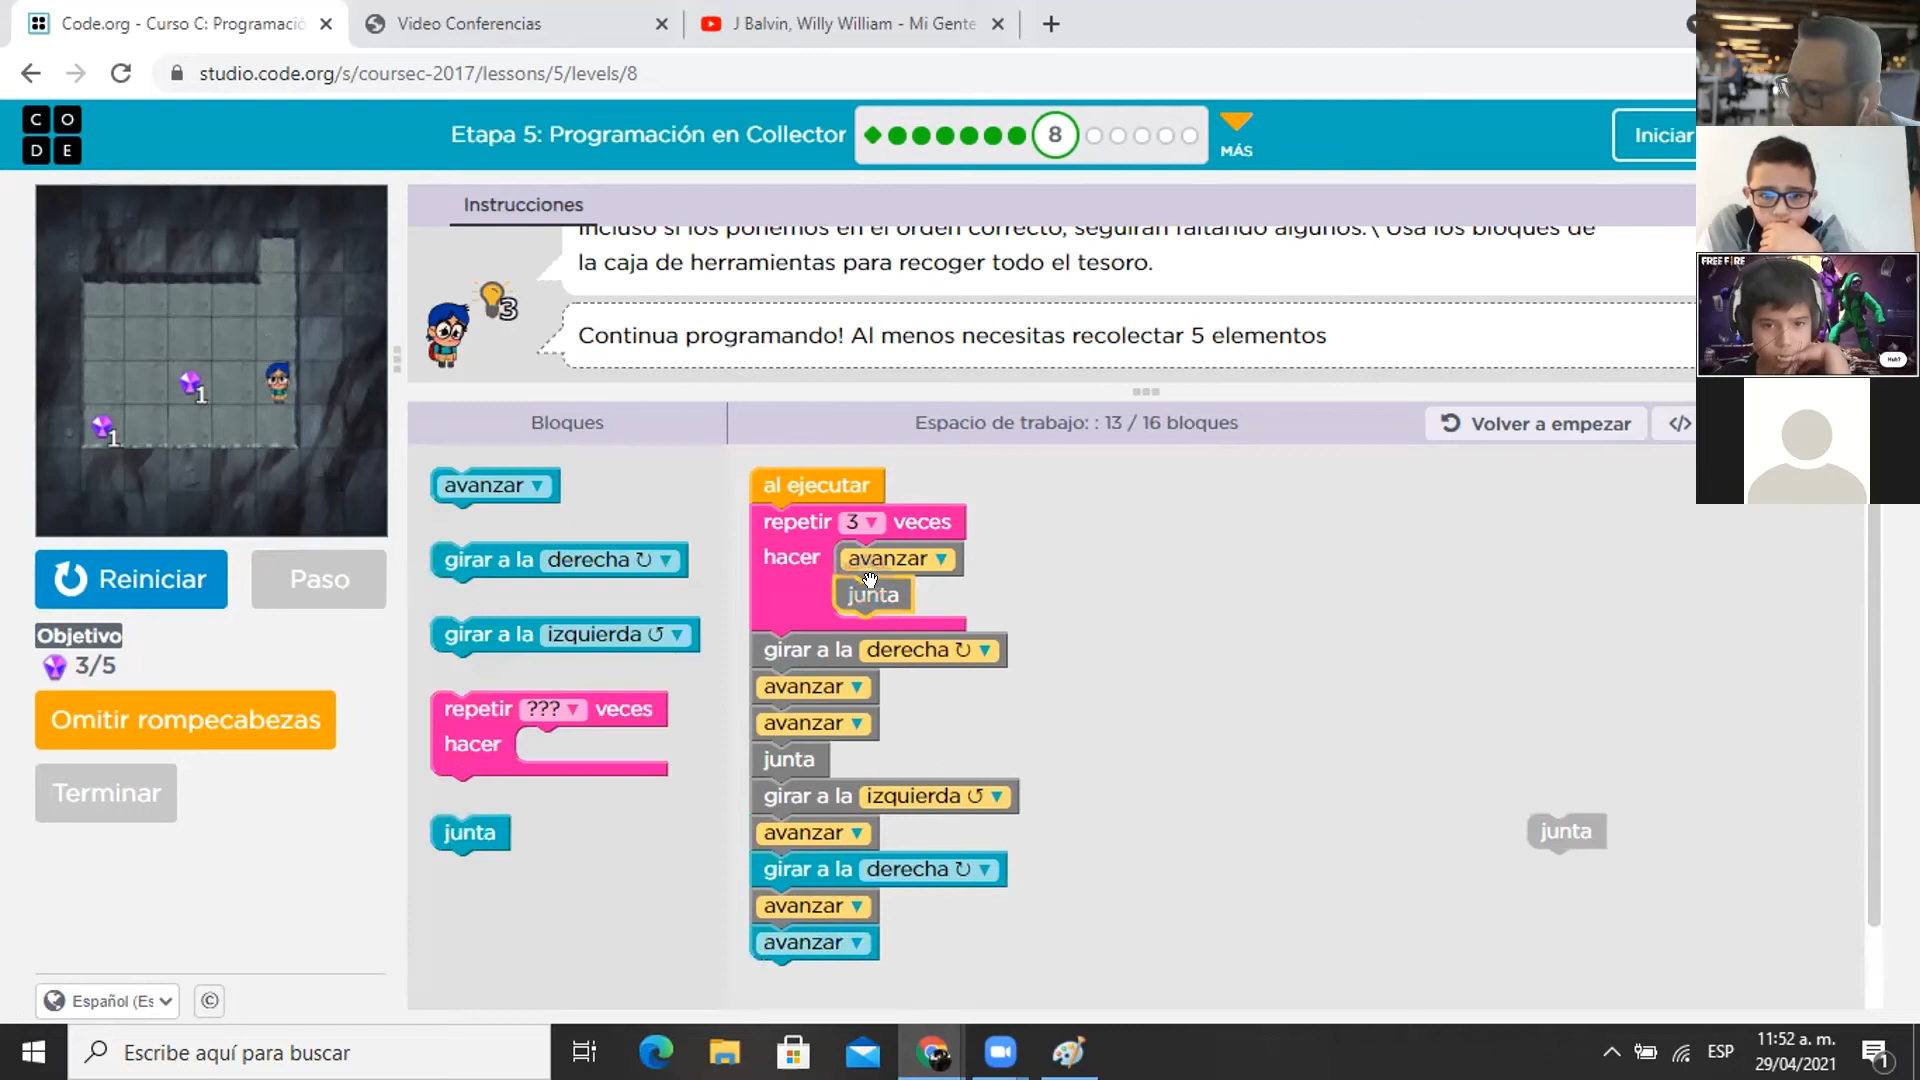 Code.org - Curso C: Programació
Video Conferencias
J Balvin, Willy William - Mi Gente
studio.code.org/s/coursec-2017/lessons/5/levels/8
C O
D E
Etapa 5: Programación en Collector
8
MÁS
Iniciar
Instrucciones
Incluso si los ponemos en el orden correcto, seguirán faltando algunos.\ Usa los bloques de
la caja de herramientas para recoger todo el tesoro.
3
Continua programando! Al menos necesitas recolectar 5 elementos
1
1
Bloques
Espacio de trabajo: : 13 / 16 bloques
Volver a empezar
</>
avanzar
girar a la derecha
girar a la izquierda
repetir ??? veces
hacer
junta
al ejecutar
repetir 3 veces
hacer avanzar
junta
girar a la derecha
avanzar
avanzar
junta
girar a la izquierda
avanzar
girar a la derecha
avanzar
avanzar
junta
Reiniciar
Paso
Objetivo
3/5
Omitir rompecabezas
Terminar
Español (Es
©
FREE FIRE
Escribe aquí para buscar
ESP
11:52 a. m.
29/04/2021
1